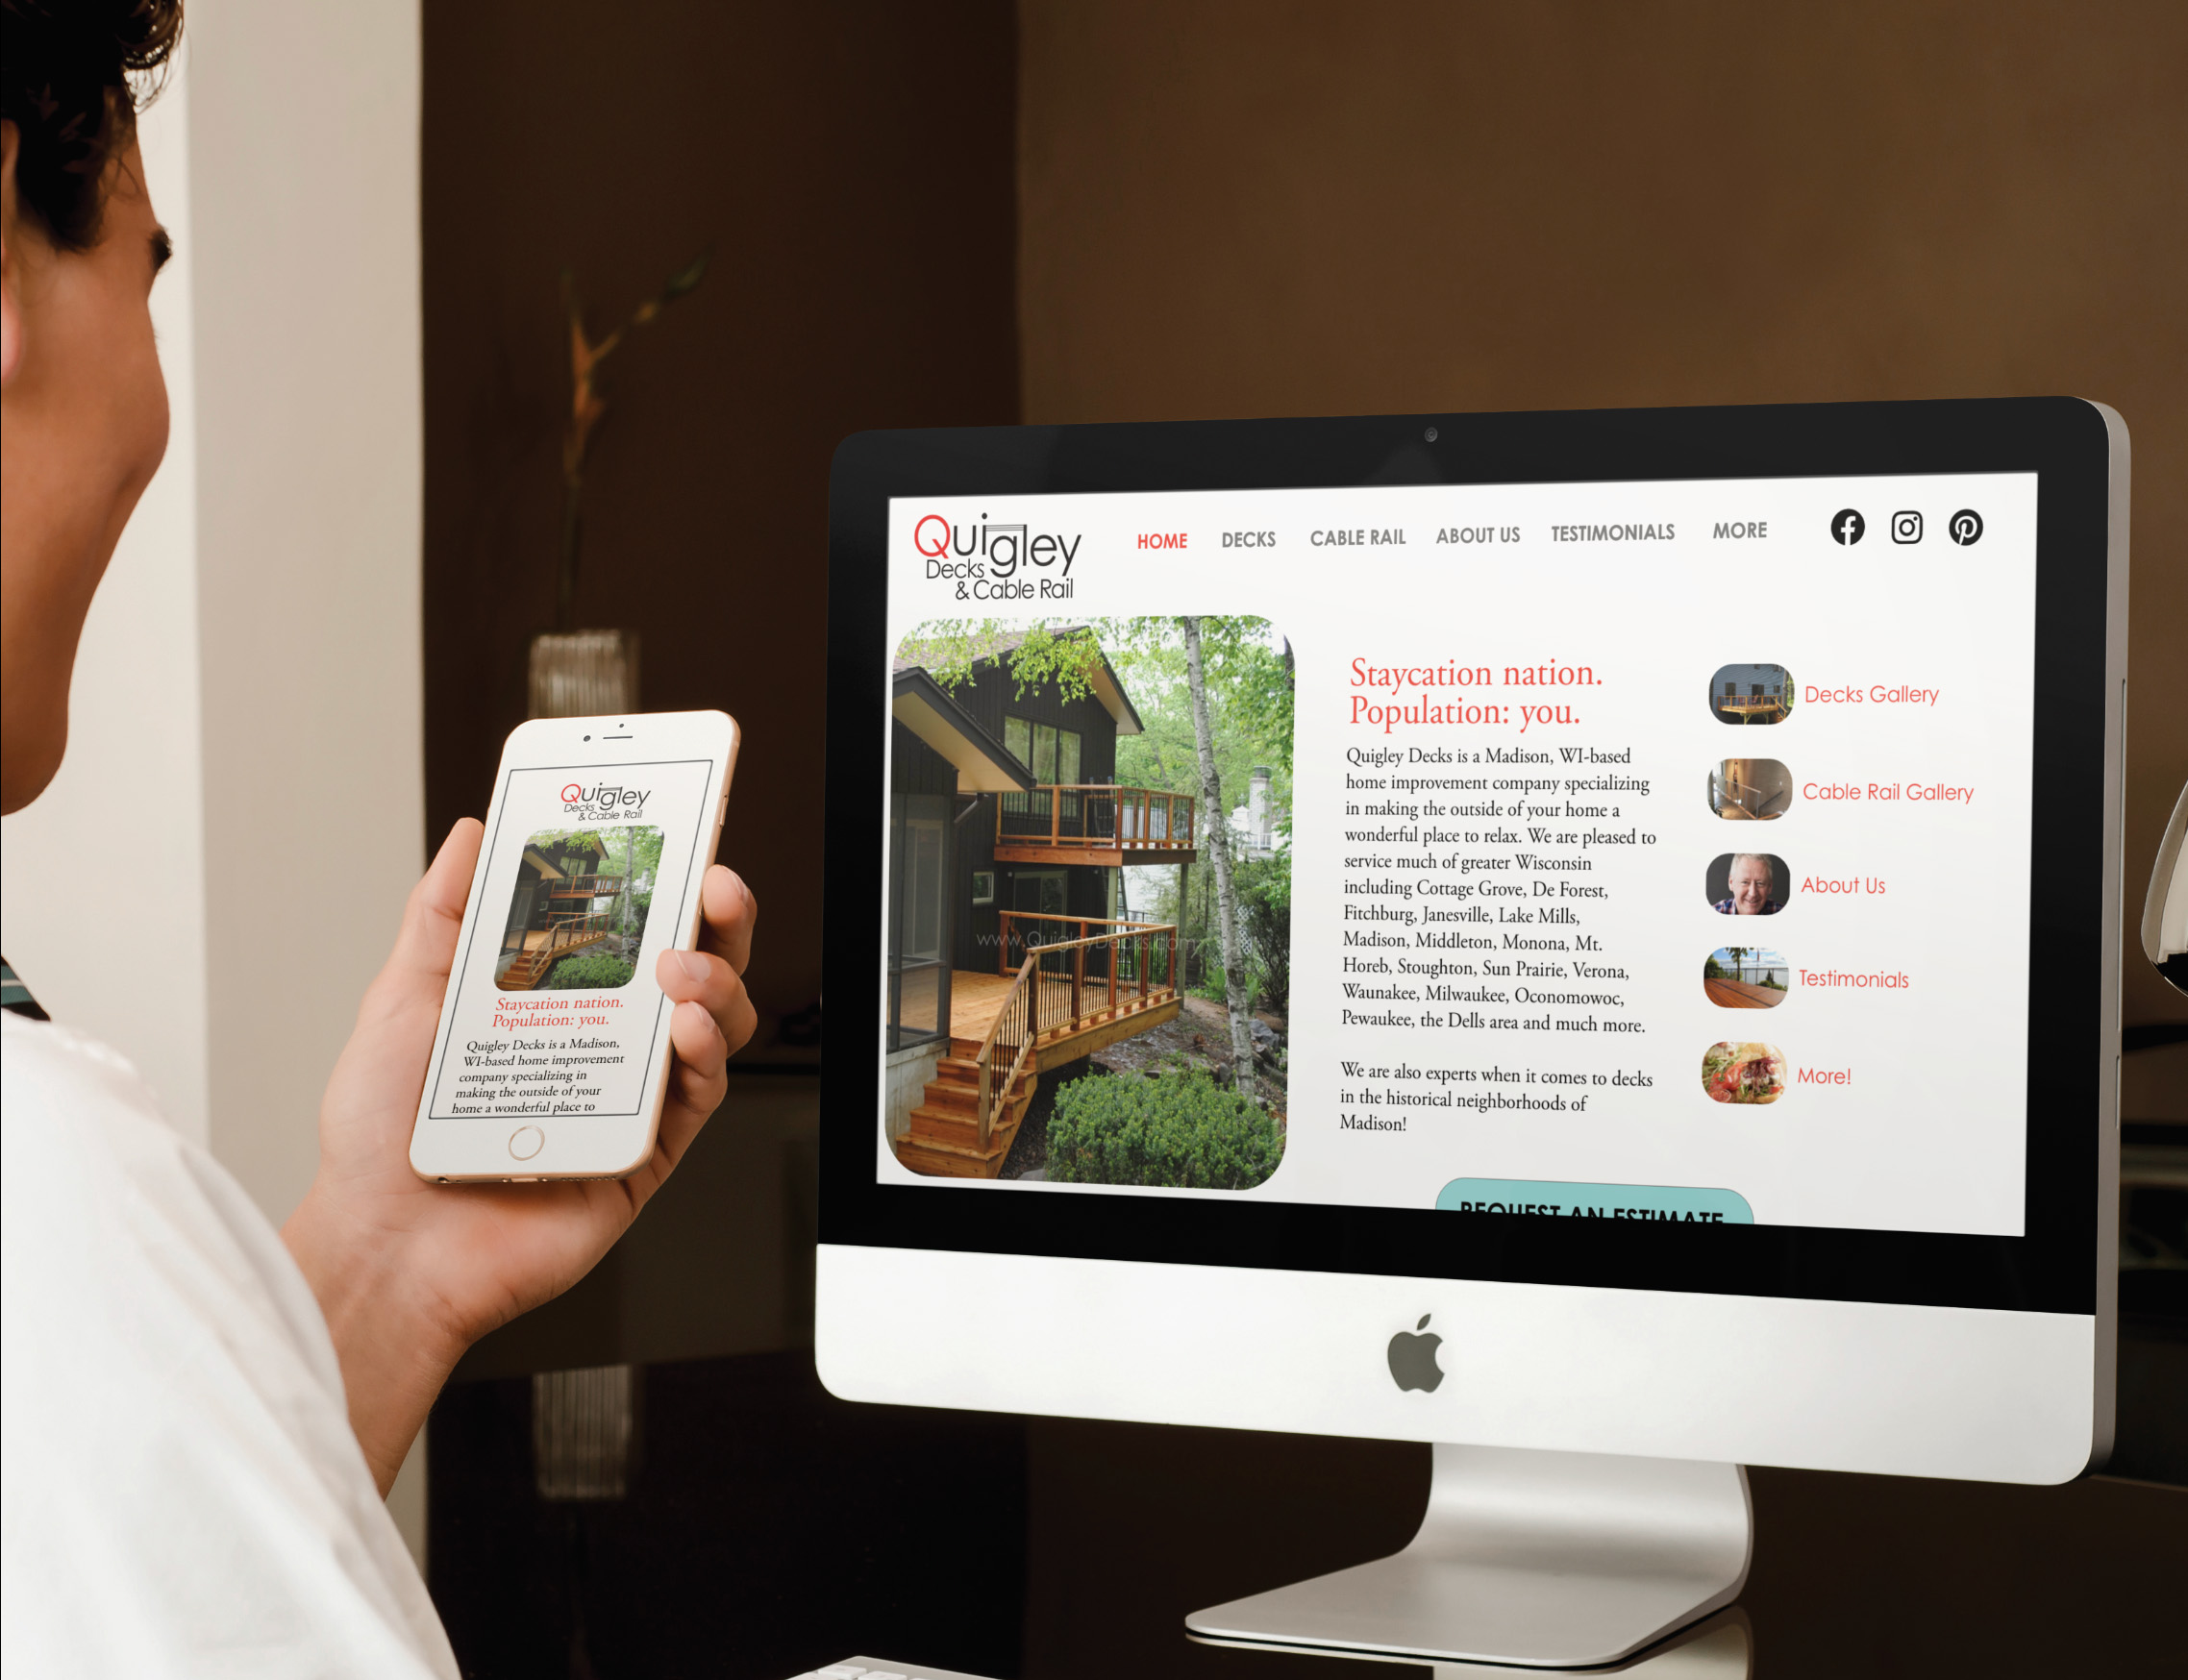 Quigley
Decks
& Cable Rail
HOME DECKS CABLE RAIL ABOUT US TESTIMONIALS MORE
www.QuigleyDecks.com
Staycation nation.
Population: you.
Quigley Decks is a Madison, WI-based
home improvement company specializing
in making the outside of your home a
wonderful place to relax. We are pleased to
service much of greater Wisconsin
including Cottage Grove, De Forest,
Fitchburg, Janesville, Lake Mills,
Madison, Middleton, Monona, Mt.
Horeb, Stoughton, Sun Prairie, Verona,
Waunakee, Milwaukee, Oconomowoc,
Pewaukee, the Dells area and much more.
We are also experts when it comes to decks
in the historical neighborhoods of
Madison!
Decks Gallery
Cable Rail Gallery
About Us
Testimonials
More!
REQUEST AN ESTIMATE
Quigley
Decks
& Cable Rail
Staycation nation.
Population: you.
Quigley Decks is a Madison,
WI-based home improvement
company specializing in
making the outside of your
home a wonderful place to